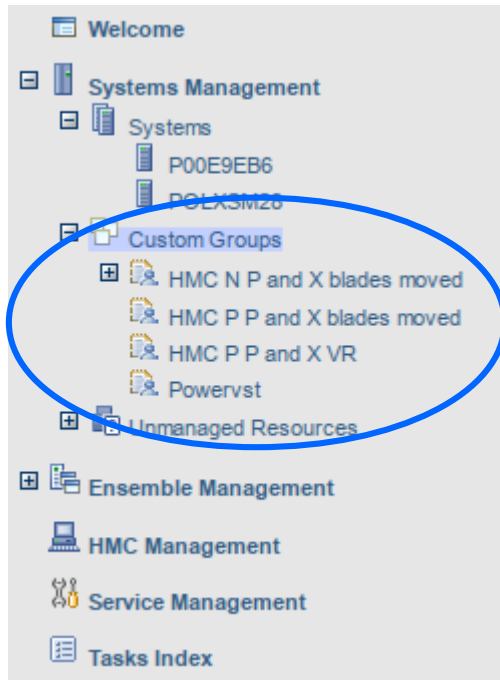 Welcome
Systems Management
Systems
P00E9EB6
POLXSM28
Custom Groups
HMC N P and X blades moved
HMC P P and X blades moved
HMC P P and X VR
Powervst
Unmanaged Resources
Ensemble Management
HMC Management
Service Management
Tasks Index